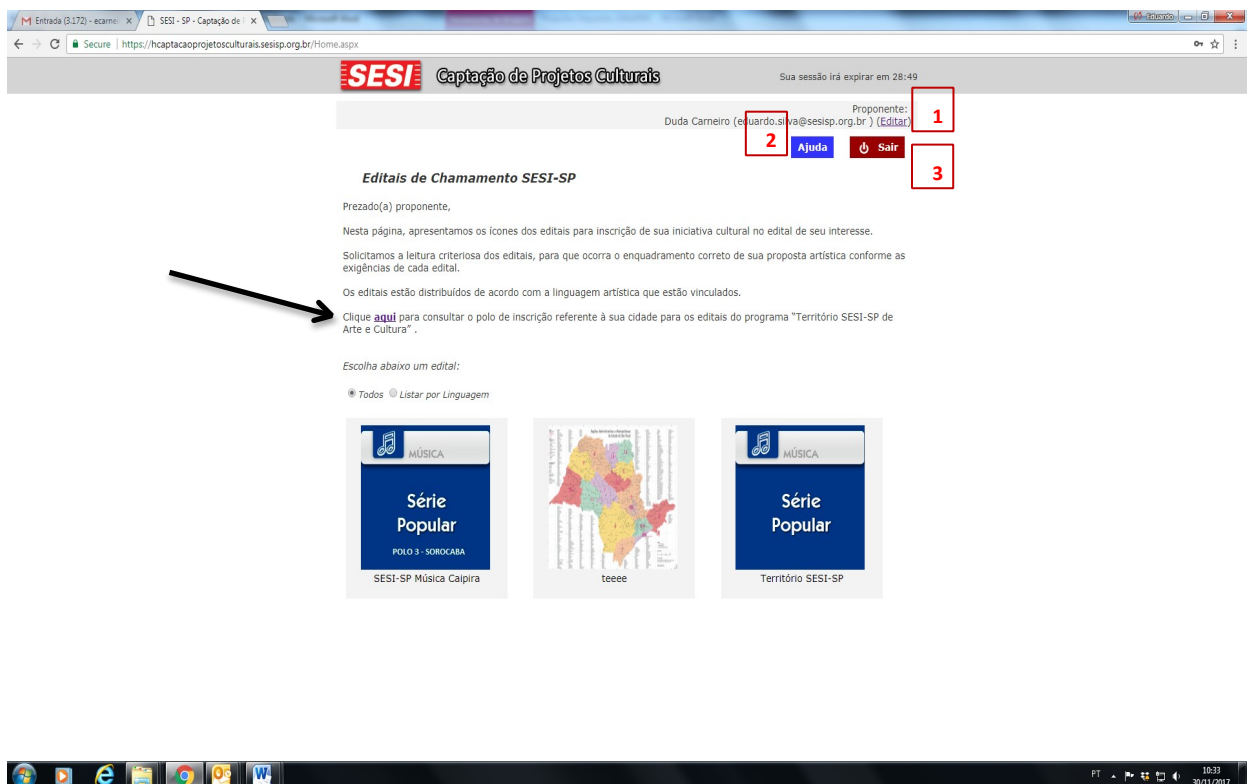 Entrada (3.172) - ecarne
SESI - SP - Captação de
Eduardo
Secure
https://hcaptacaoprojetosculturais.sesisp.org.br/Home.aspx
SESI
Captação de Projetos Culturais
Sua sessão irá expirar em 28:49
Proponente:
1
Duda Carneiro (eduardo.silva@sesisp.org.br ) (Editar)
2
Ajuda
Sair
3
Editais de Chamamento SESI-SP
Prezado(a) proponente,
Nesta página, apresentamos os ícones dos editais para inscrição de sua iniciativa cultural no edital de seu interesse.
Solicitamos a leitura criteriosa dos editais, para que ocorra o enquadramento correto de sua proposta artística conforme as
exigências de cada edital.
Os editais estão distribuídos de acordo com a linguagem artística que estão vinculados.
Clique aqui para consultar o polo de inscrição referente à sua cidade para os editais do programa "Território SESI-SP de
Arte e Cultura" .
Escolha abaixo um edital:
Todos Listar por Linguagem
MÚSICA
Série
Popular
POLO 3 - SOROCABA
SESI-SP Música Caipira
teeee
MÚSICA
Série
Popular
Território SESI-SP
PT
10:33
30/11/2017